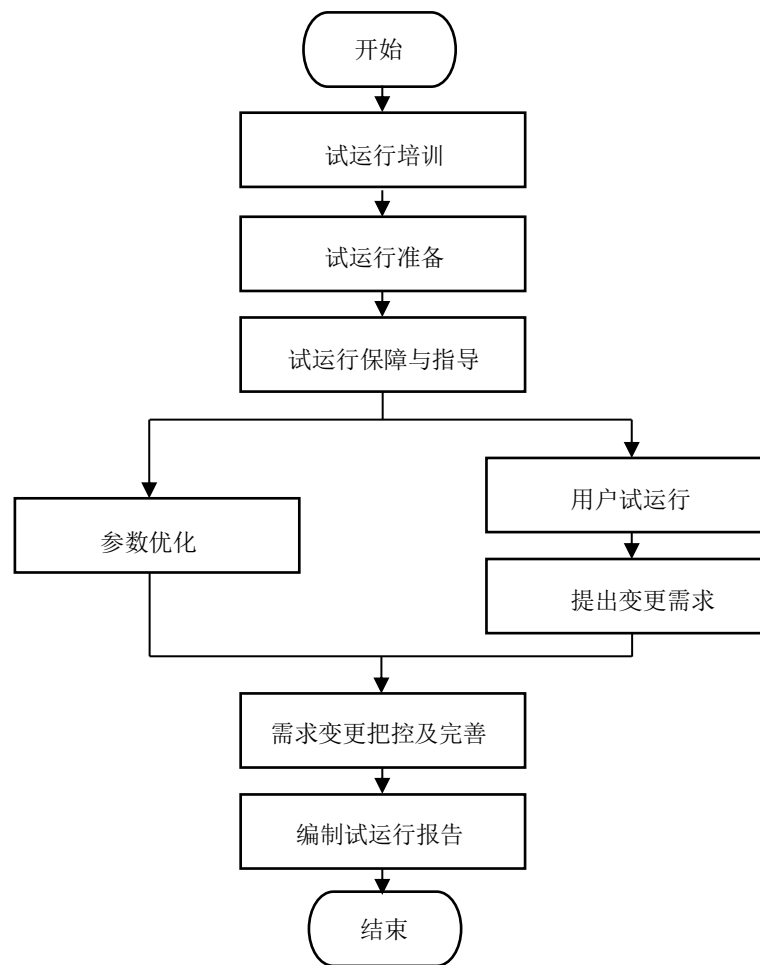 开始
试运行培训
试运行准备
试运行保障与指导
参数优化
用户试运行
提出变更需求
需求变更把控及完善
编制试运行报告
结束